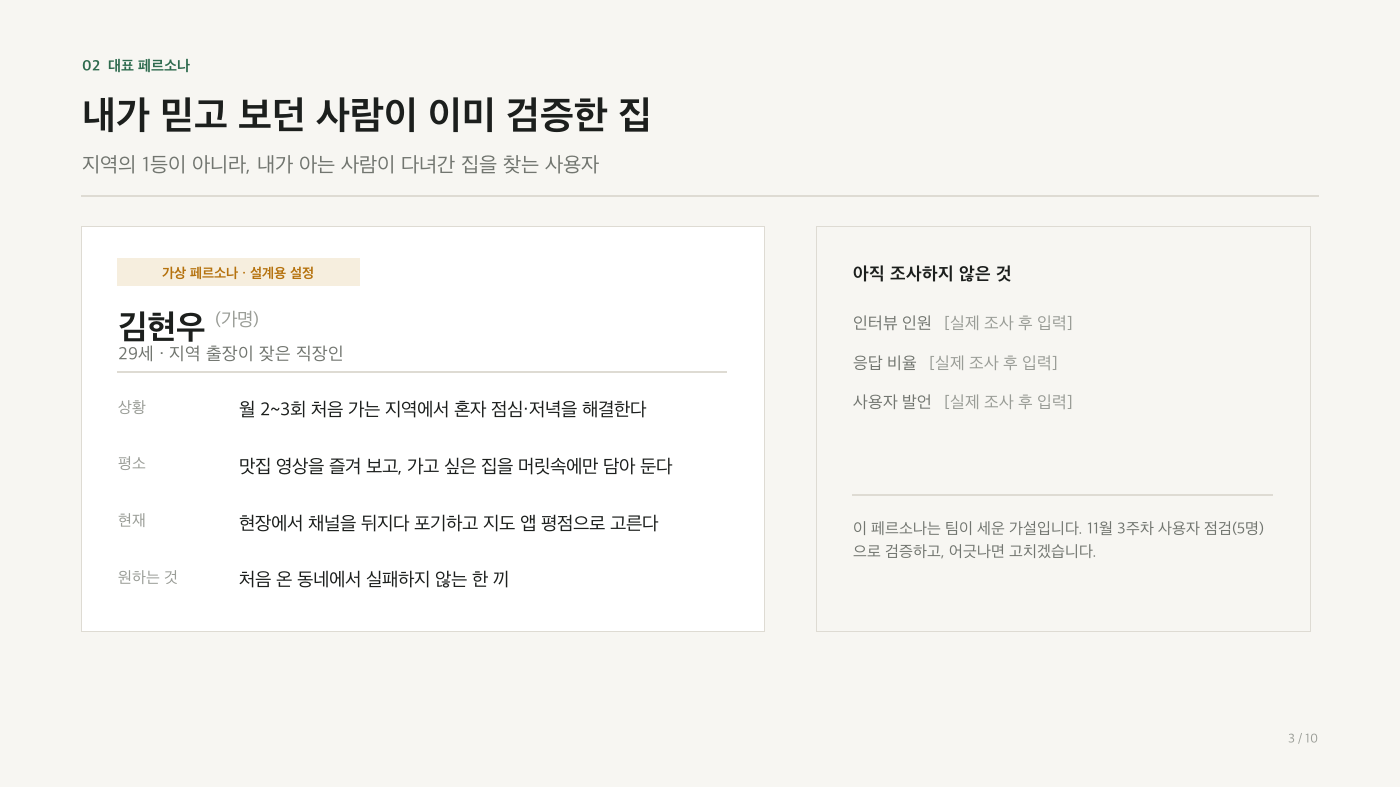 02 대표 페르소나
내가 믿고 보던 사람이 이미 검증한 집
지역의 1등이 아니라, 내가 아는 사람이 다녀간 집을 찾는 사용자
가상 페르소나 · 설계용 설정
김현우 (가명)
29세 · 지역 출장이 잦은 직장인
상황 월 2~3회 처음 가는 지역에서 혼자 점심·저녁을 해결한다
평소 맛집 영상을 즐겨 보고, 가고 싶은 집을 머릿속에만 담아 둔다
현재 현장에서 채널을 뒤지다 포기하고 지도 앱 평점으로 고른다
원하는 것 처음 온 동네에서 실패하지 않는 한 끼
아직 조사하지 않은 것
인터뷰 인원 [실제 조사 후 입력]
응답 비율 [실제 조사 후 입력]
사용자 발언 [실제 조사 후 입력]
이 페르소나는 팀이 세운 가설입니다. 11월 3주차 사용자 점검(5명)
으로 검증하고, 어긋나면 고치겠습니다.
3 / 10